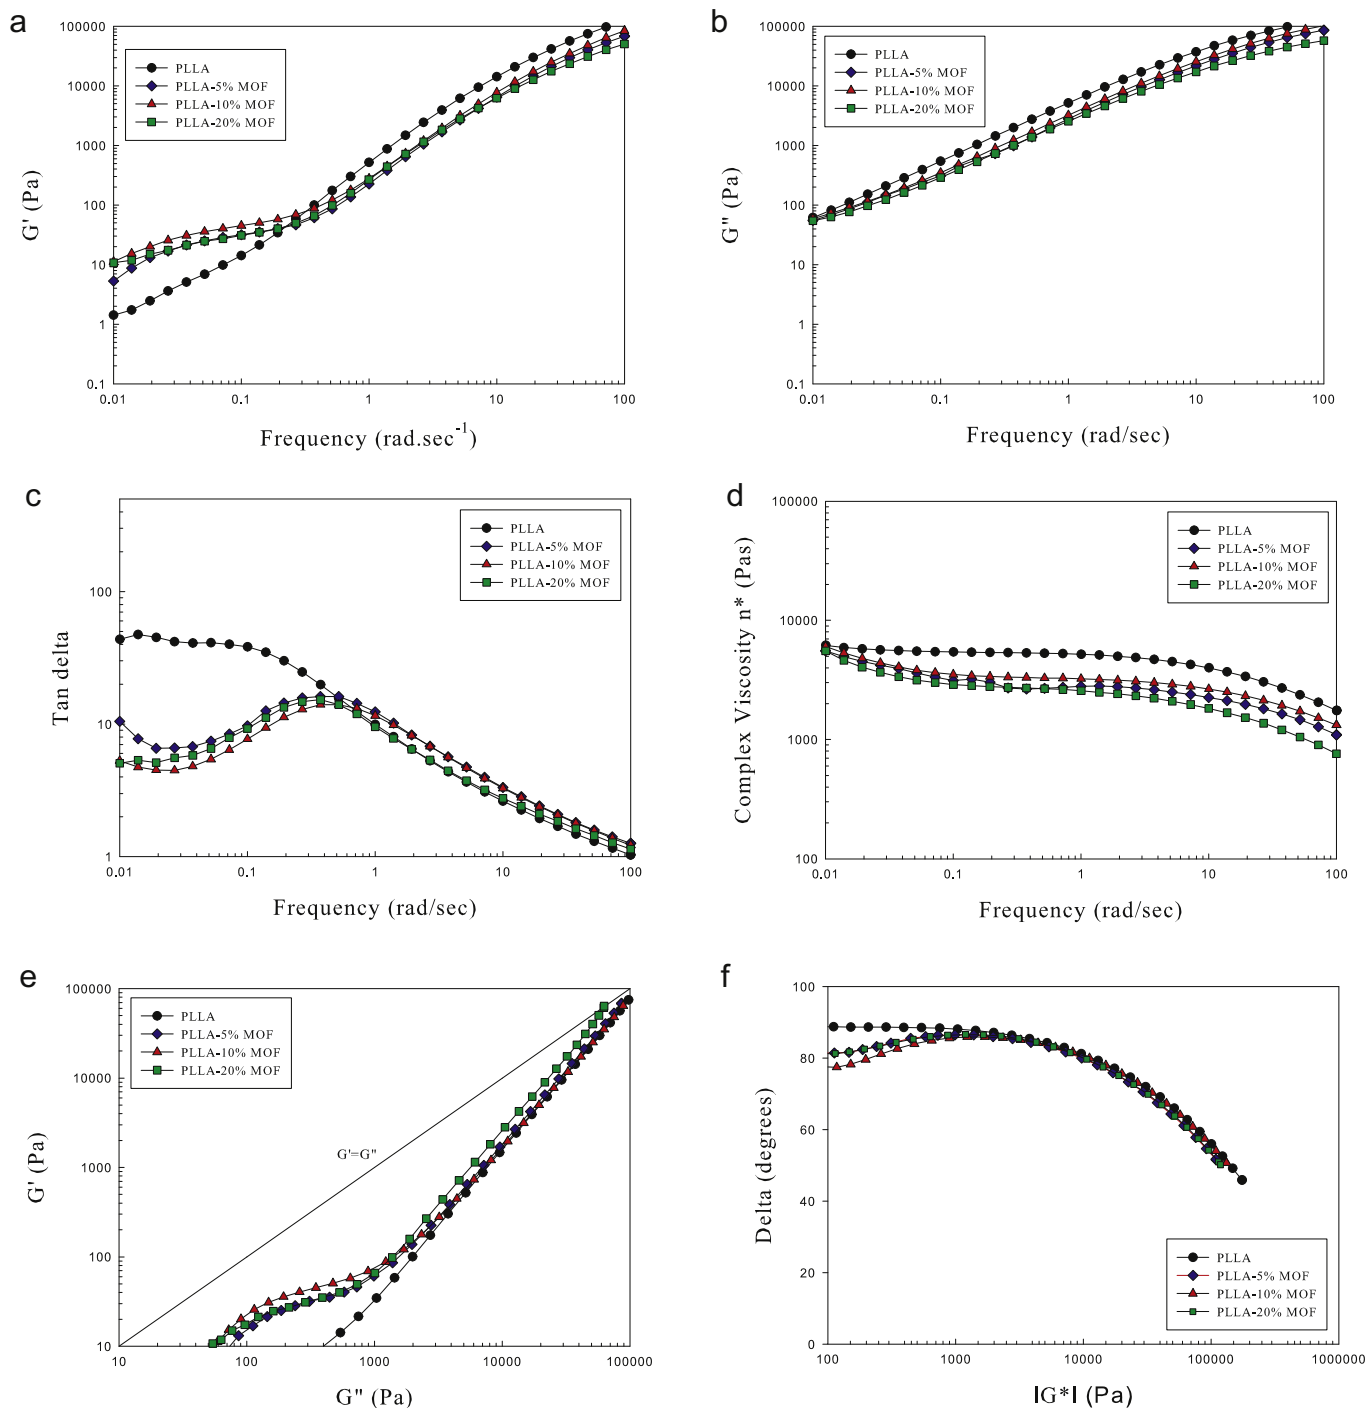 a
100000
10000
1000
100
10
1
0.1
G' (Pa)
PLLA
PLLA-5% MOF
PLLA-10% MOF
PLLA-20% MOF
0.01 0.1 1 10 100
Frequency (rad.sec-1)
b
100000
10000
1000
100
10
1
0.1
G" (Pa)
PLLA
PLLA-5% MOF
PLLA-10% MOF
PLLA-20% MOF
0.01 0.1 1 10 100
Frequency (rad/sec)
c
100
10
1
Tan delta
PLLA
PLLA-5% MOF
PLLA-10% MOF
PLLA-20% MOF
0.01 0.1 1 10 100
Frequency (rad/sec)
d
100000
10000
1000
100
Complex Viscosity n* (Pas)
PLLA
PLLA-5% MOF
PLLA-10% MOF
PLLA-20% MOF
0.01 0.1 1 10 100
Frequency (rad/sec)
e
100000
10000
1000
100
10
G' (Pa)
PLLA
PLLA-5% MOF
PLLA-10% MOF
PLLA-20% MOF
G'=G"
10 100 1000 10000 100000
G" (Pa)
f
100
80
60
40
20
0
Delta (degrees)
PLLA
PLLA-5% MOF
PLLA-10% MOF
PLLA-20% MOF
100 1000 10000 100000 1000000
IG*I (Pa)